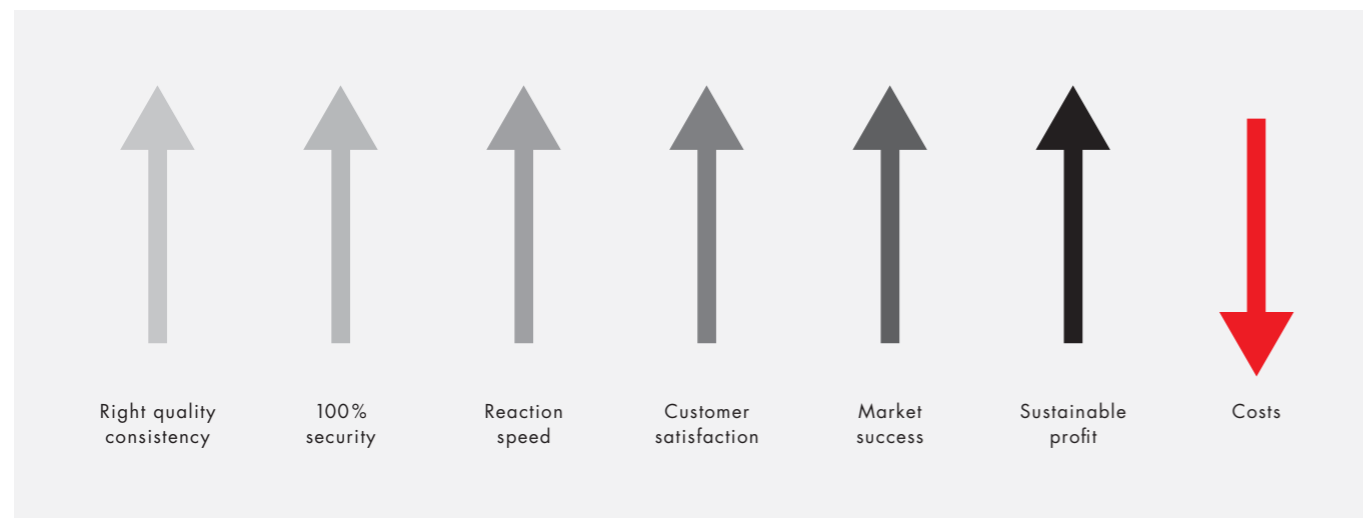 Right quality
consistency
100%
security
Reaction
speed
Customer
satisfaction
Market
success
Sustainable
profit
Costs